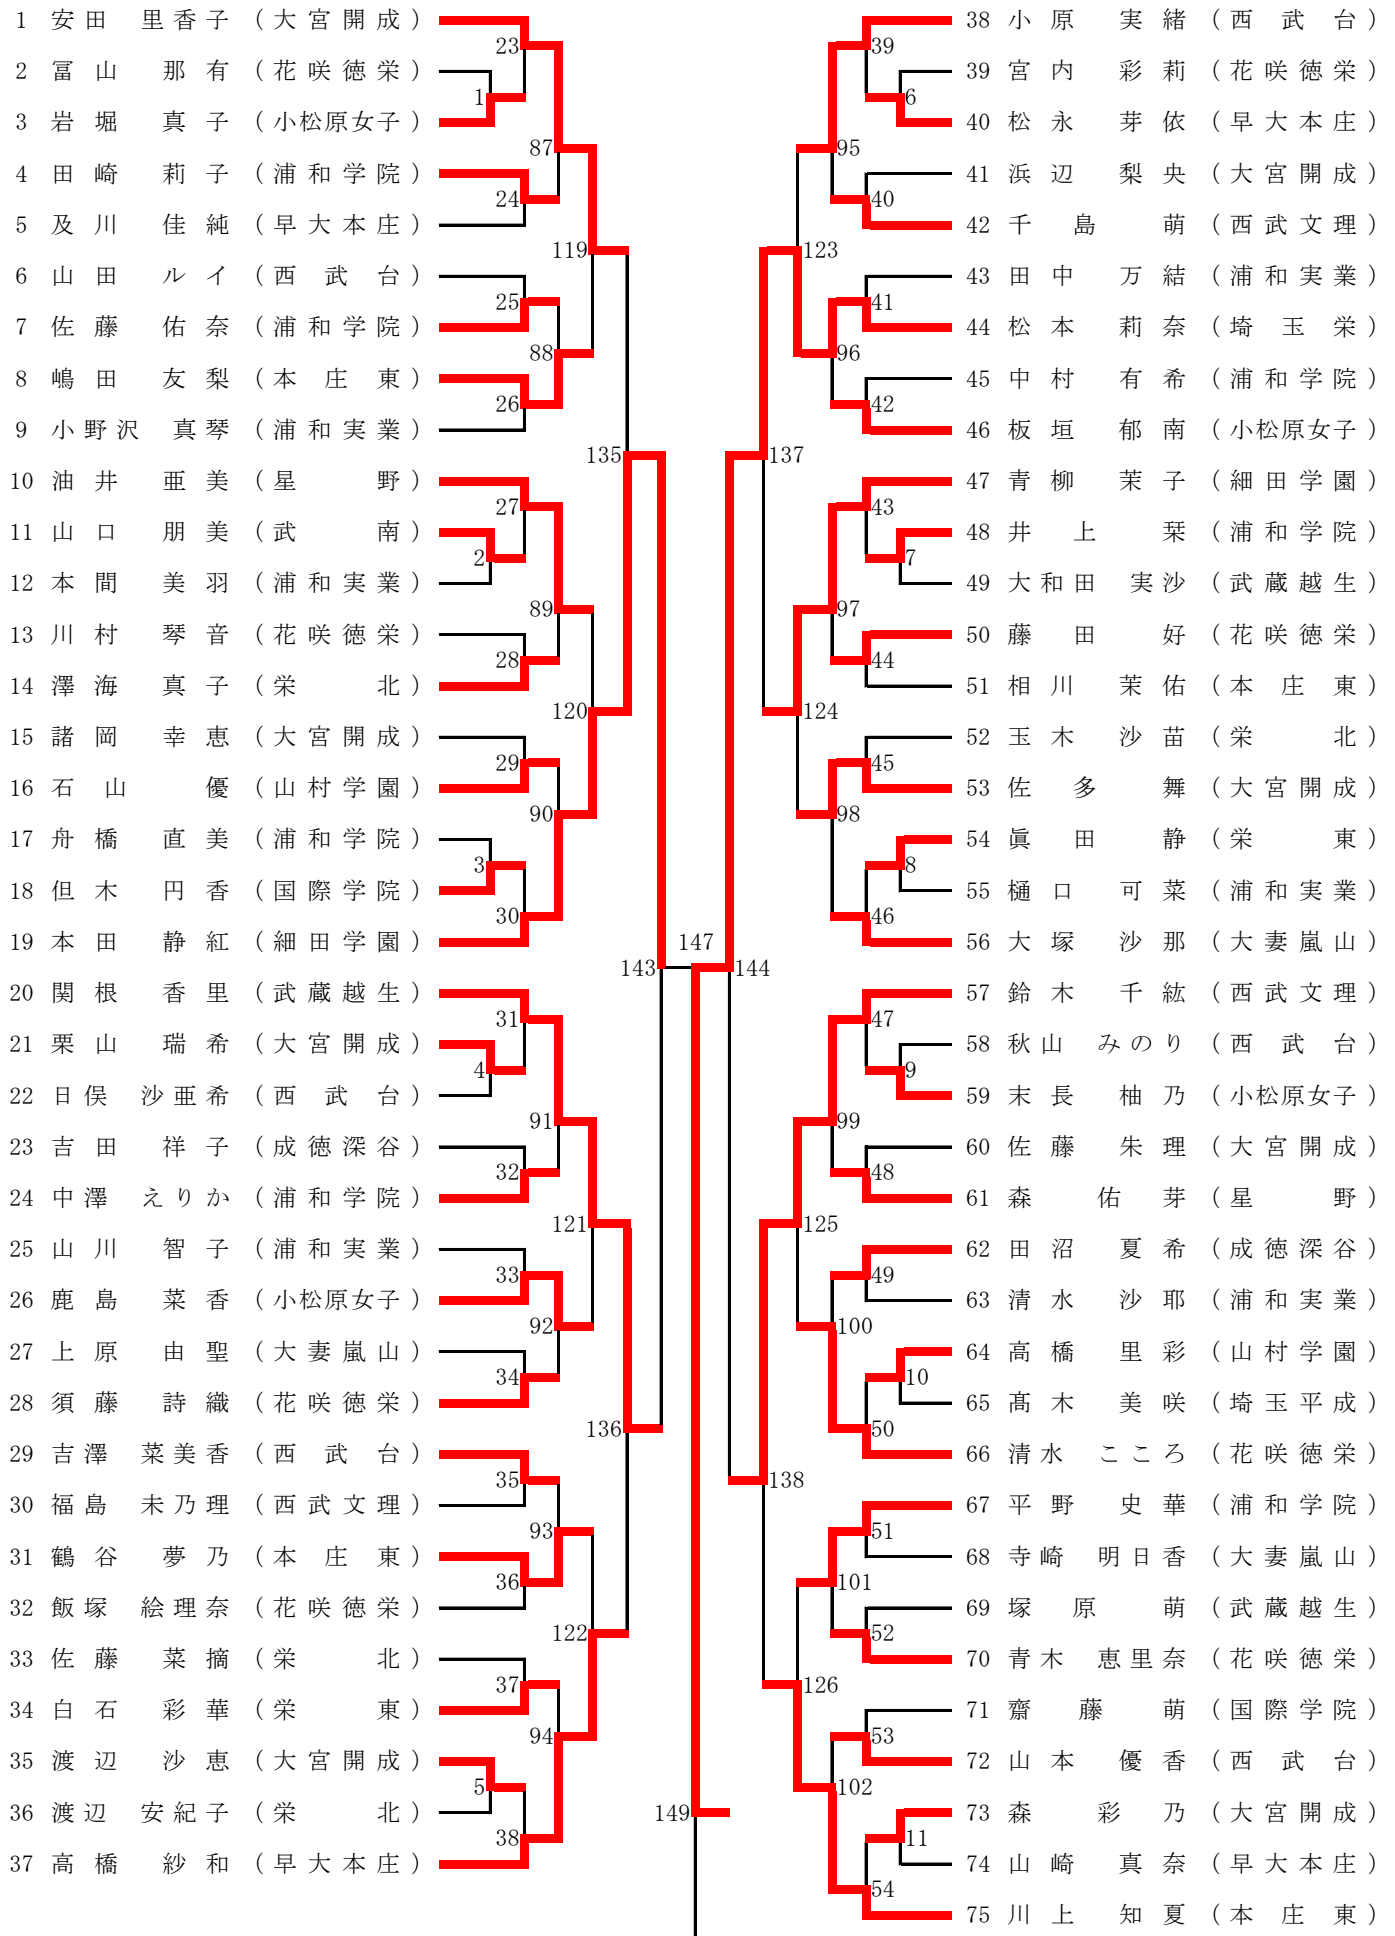 1 安田 里香子 (大宮開成)
2 冨山 那有 (花咲徳栄)
3 岩堀 真子 (小松原女子)
4 田崎 莉子 (浦和学院)
5 及川 佳純 (早大本庄)
6 山田 ルイ (西武台)
7 佐藤 佑奈 (浦和学院)
8 嶋田 友梨 (本庄東)
9 小野沢 真琴 (浦和実業)
10 油井 亜美 (星野)
11 山口 朋美 (武南)
12 本間 美羽 (浦和実業)
13 川村 琴音 (花咲徳栄)
14 澤海 真子 (栄北)
15 諸岡 幸恵 (大宮開成)
16 石山 優 (山村学園)
17 舟橋 直美 (浦和学院)
18 但木 円香 (国際学院)
19 本田 静紅 (細田学園)
20 関根 香里 (武蔵越生)
21 栗山 瑞希 (大宮開成)
22 日俣 沙亜希 (西武台)
23 吉田 祥子 (成徳深谷)
24 中澤 えりか (浦和学院)
25 山川 智子 (浦和実業)
26 鹿島 菜香 (小松原女子)
27 上原 由聖 (大妻嵐山)
28 須藤 詩織 (花咲徳栄)
29 吉澤 菜美香 (西武台)
30 福島 未乃理 (西武文理)
31 鶴谷 夢乃 (本庄東)
32 飯塚 絵理奈 (花咲徳栄)
33 佐藤 菜摘 (栄北)
34 白石 彩華 (栄東)
35 渡辺 沙恵 (大宮開成)
36 渡辺 安紀子 (栄北)
37 高橋 紗和 (早大本庄)
23
1
87
24
119
25
88
26
135
27
2
89
28
120
29
90
3
30
143
31
4
91
32
121
33
92
34
136
35
93
36
122
37
94
5
38
147
149
39
6
95
40
123
41
96
42
137
43
7
97
44
124
45
98
8
46
144
47
9
99
48
125
49
100
10
50
138
51
101
52
126
53
102
11
54
38 小原 実緒 (西武台)
39 宮内 彩莉 (花咲徳栄)
40 松永 芽依 (早大本庄)
41 浜辺 梨央 (大宮開成)
42 千島 萌 (西武文理)
43 田中 万結 (浦和実業)
44 松本 莉奈 (埼玉栄)
45 中村 有希 (浦和学院)
46 板垣 郁南 (小松原女子)
47 青柳 茉子 (細田学園)
48 井上 栞 (浦和学院)
49 大和田 実沙 (武蔵越生)
50 藤田 好 (花咲徳栄)
51 相川 茉佑 (本庄東)
52 玉木 沙苗 (栄北)
53 佐多 舞 (大宮開成)
54 眞田 静 (栄東)
55 樋口 可菜 (浦和実業)
56 大塚 沙那 (大妻嵐山)
57 鈴木 千紘 (西武文理)
58 秋山 みのり (西武台)
59 末長 柚乃 (小松原女子)
60 佐藤 朱理 (大宮開成)
61 森 佑芽 (星野)
62 田沼 夏希 (成徳深谷)
63 清水 沙耶 (浦和実業)
64 高橋 里彩 (山村学園)
65 髙木 美咲 (埼玉平成)
66 清水 こころ (花咲徳栄)
67 平野 史華 (浦和学院)
68 寺崎 明日香 (大妻嵐山)
69 塚原 萌 (武蔵越生)
70 青木 恵里奈 (花咲徳栄)
71 齋藤 萌 (国際学院)
72 山本 優香 (西武台)
73 森 彩乃 (大宮開成)
74 山崎 真奈 (早大本庄)
75 川上 知夏 (本庄東)